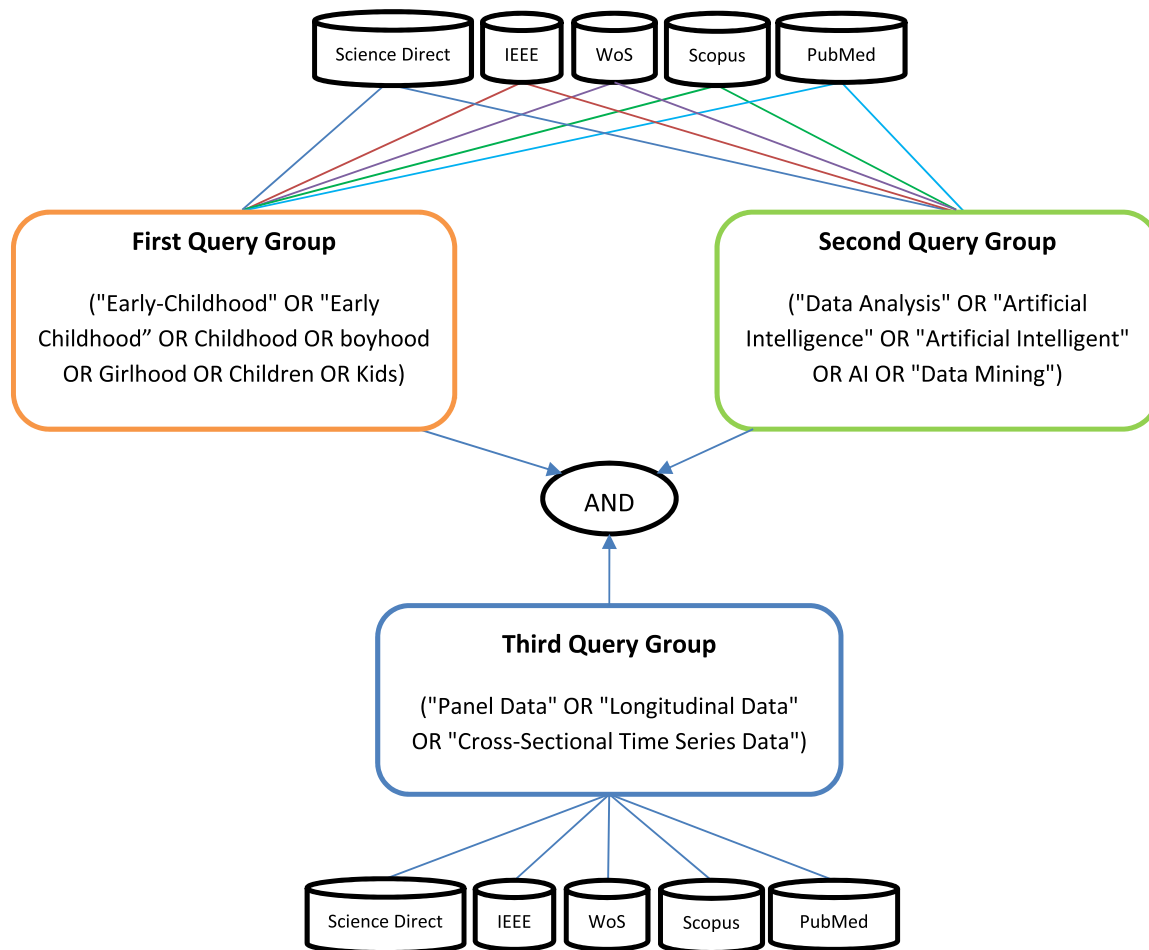 Science Direct
IEEE
WoS
Scopus
PubMed
First Query Group
("Early-Childhood" OR "Early
Childhood” OR Childhood OR boyhood
OR Girlhood OR Children OR Kids)
Second Query Group
("Data Analysis" OR "Artificial
Intelligence" OR "Artificial Intelligent"
OR AI OR "Data Mining")
AND
Third Query Group
("Panel Data" OR "Longitudinal Data"
OR "Cross-Sectional Time Series Data")
Science Direct
IEEE
WoS
Scopus
PubMed